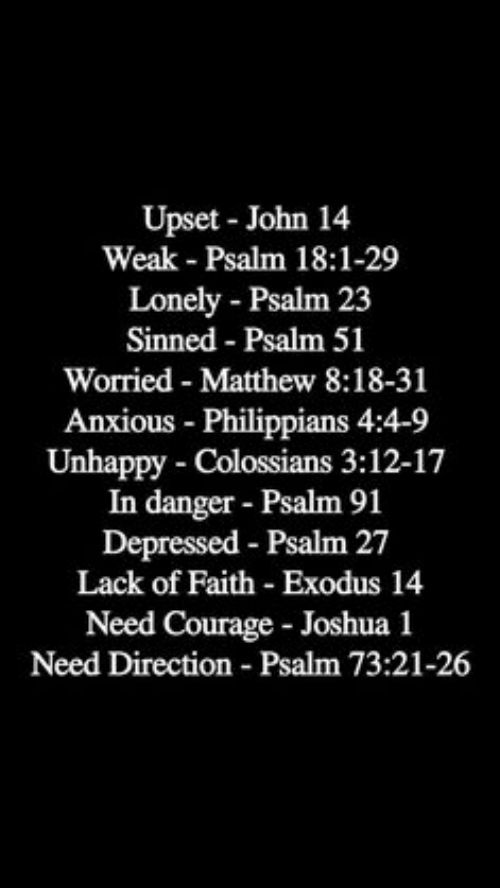 Upset - John 14
Weak - Psalm 18:1-29
Lonely - Psalm 23
Sinned - Psalm 51
Worried - Matthew 8:18-31
Anxious - Philippians 4:4-9
Unhappy - Colossians 3:12-17
In danger - Psalm 91
Depressed - Psalm 27
Lack of Faith - Exodus 14
Need Courage - Joshua 1
Need Direction - Psalm 73:21-26